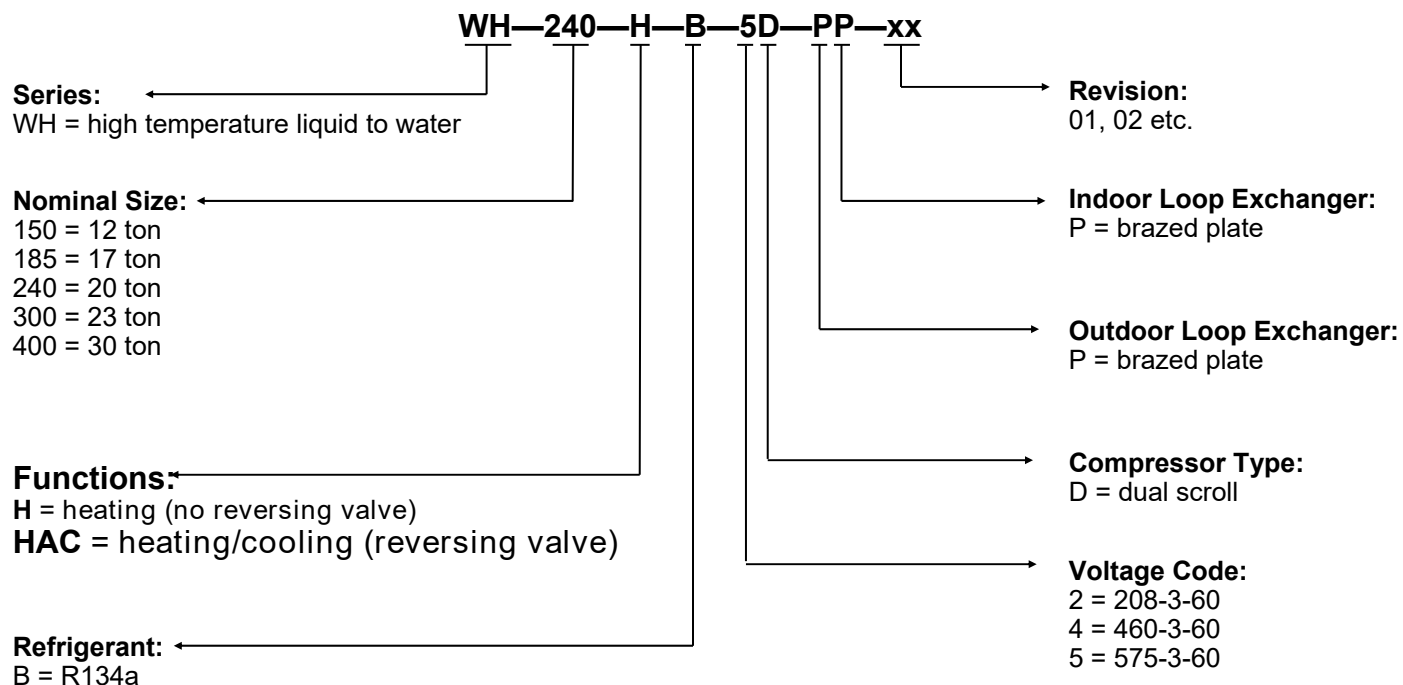 WH—240—H—B—5D—PP—xx
Series:
WH = high temperature liquid to water
Nominal Size:
150 = 12 ton
185 = 17 ton
240 = 20 ton
300 = 23 ton
400 = 30 ton
Functions:
H = heating (no reversing valve)
HAC = heating/cooling (reversing valve)
Refrigerant:
B = R134a
Revision:
01, 02 etc.
Indoor Loop Exchanger:
P = brazed plate
Outdoor Loop Exchanger:
P = brazed plate
Compressor Type:
D = dual scroll
Voltage Code:
2 = 208-3-60
4 = 460-3-60
5 = 575-3-60